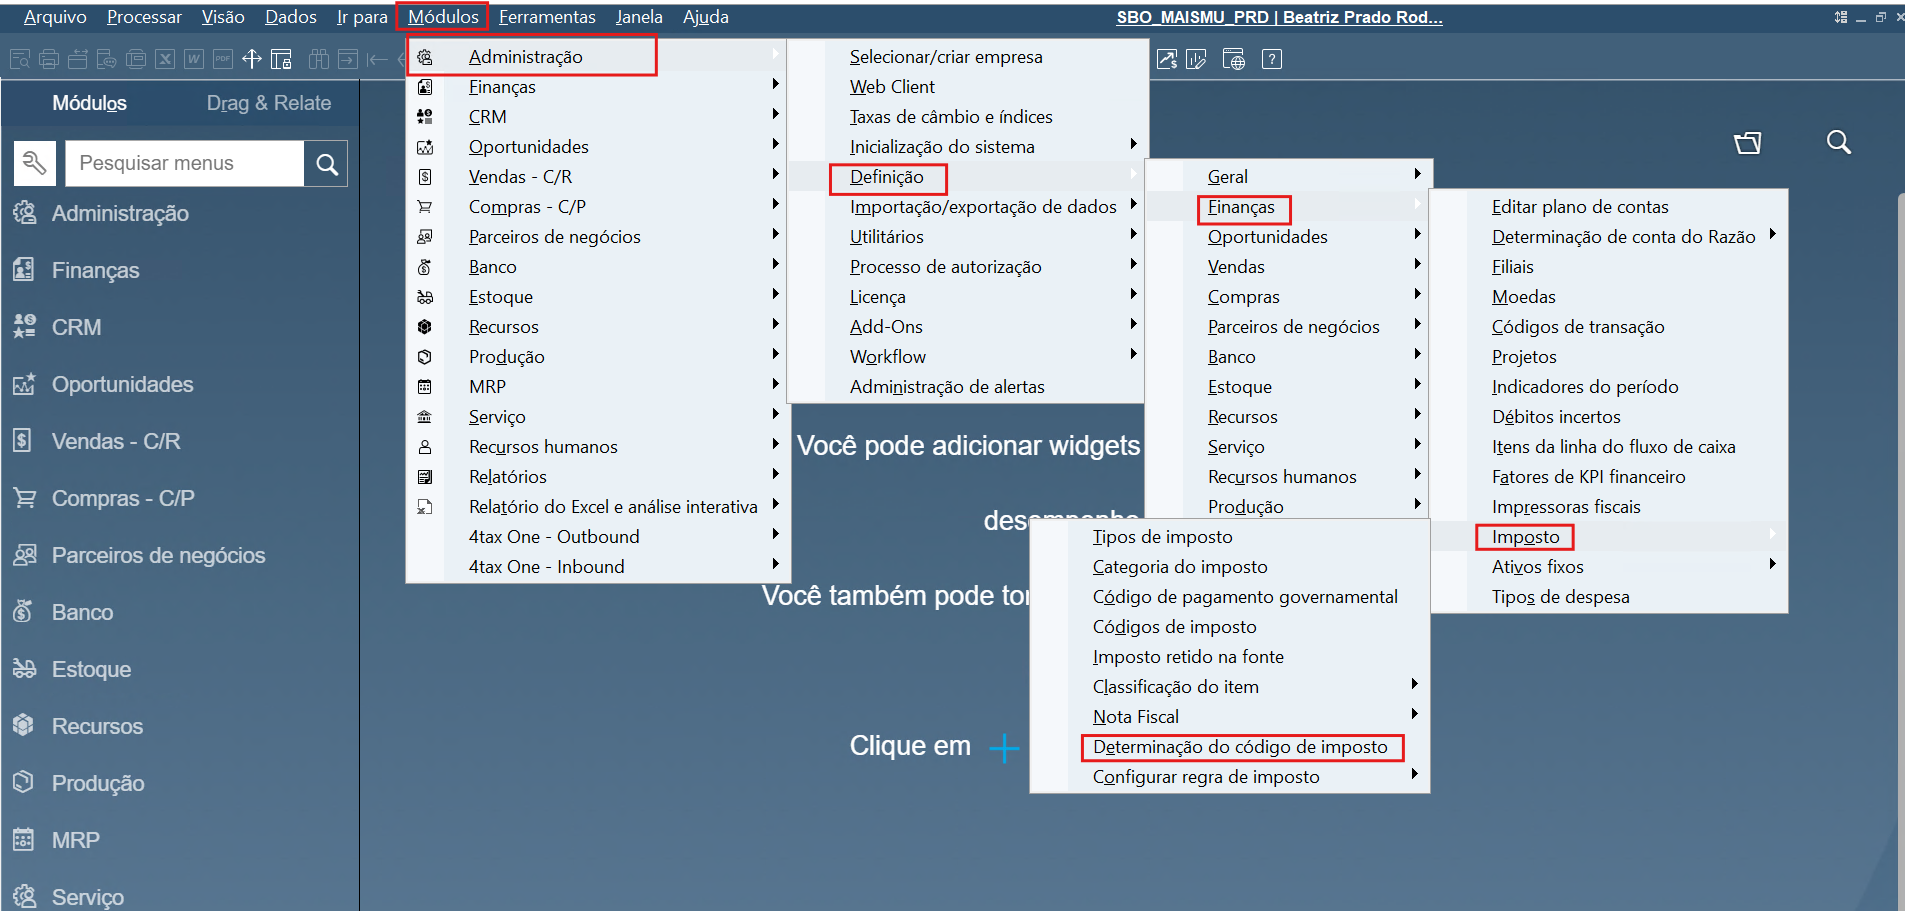 Arquivo Processar Visão Dados Ir para Módulos Ferramentas Janela Ajuda
SBO_MAISMU_PRD | Beatriz Prado Rod...
Módulos Drag & Relate
Pesquisar menus
Administração
Finanças
CRM
Oportunidades
Vendas - C/R
Compras - C/P
Parceiros de negócios
Banco
Estoque
Recursos
Produção
MRP
Serviço
Administração
Finanças
CRM
Oportunidades
Vendas - C/R
Compras - C/P
Parceiros de negócios
Banco
Estoque
Recursos
Produção
MRP
Serviço
Recursos humanos
Relatórios
Relatório do Excel e análise interativa
4tax One - Outbound
4tax One - Inbound
Selecionar/criar empresa
Web Client
Taxas de câmbio e índices
Inicialização do sistema
Definição
Importação/exportação de dados
Utilitários
Processo de autorização
Licença
Add-Ons
Workflow
Administração de alertas
Geral
Finanças
Oportunidades
Vendas
Compras
Parceiros de negócios
Banco
Estoque
Recursos
Serviço
Recursos humanos
Produção
Editar plano de contas
Determinação de conta do Razão
Filiais
Moedas
Códigos de transação
Projetos
Indicadores do período
Débitos incertos
Itens da linha do fluxo de caixa
Fatores de KPI financeiro
Impressoras fiscais
Imposto
Ativos fixos
Tipos de despesa
Tipos de imposto
Categoria do imposto
Código de pagamento governamental
Códigos de imposto
Imposto retido na fonte
Classificação do item
Nota Fiscal
Determinação do código de imposto
Configurar regra de imposto
Você pode adicionar widgets
desempenho
Você também pode tor
Clique em